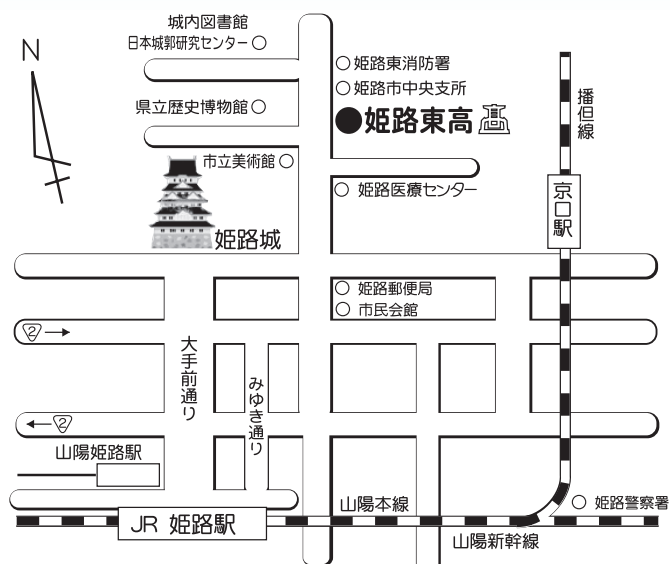 城内図書館
日本城郭研究センター
N
姫路東消防署
姫路市中央支所
県立歴史博物館
姫路東高
高
播但線
市立美術館
姫路医療センター
京口駅
姫路城
姫路郵便局
市民会館
2
大手前通り
みゆき通り
2
山陽姫路駅
山陽本線
姫路警察署
JR 姫路駅
山陽新幹線